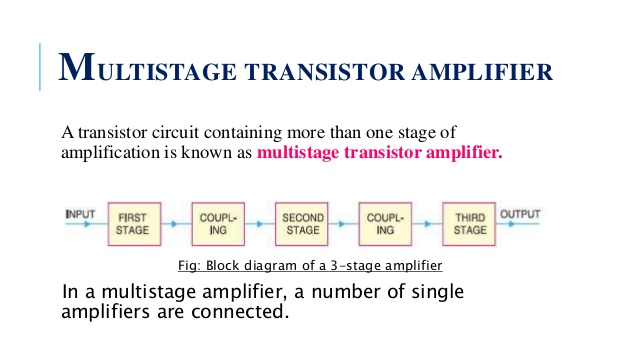 MULTISTAGE TRANSISTOR AMPLIFIER
A transistor circuit containing more than one stage of
amplification is known as multistage transistor amplifier.
INPUT
FIRST
STAGE
COUPL-
ING
SECOND
STAGE
COUPL-
ING
THIRD
STAGE
OUTPUT
Fig: Block diagram of a 3-stage amplifier
In a multistage amplifier, a number of single
amplifiers are connected.